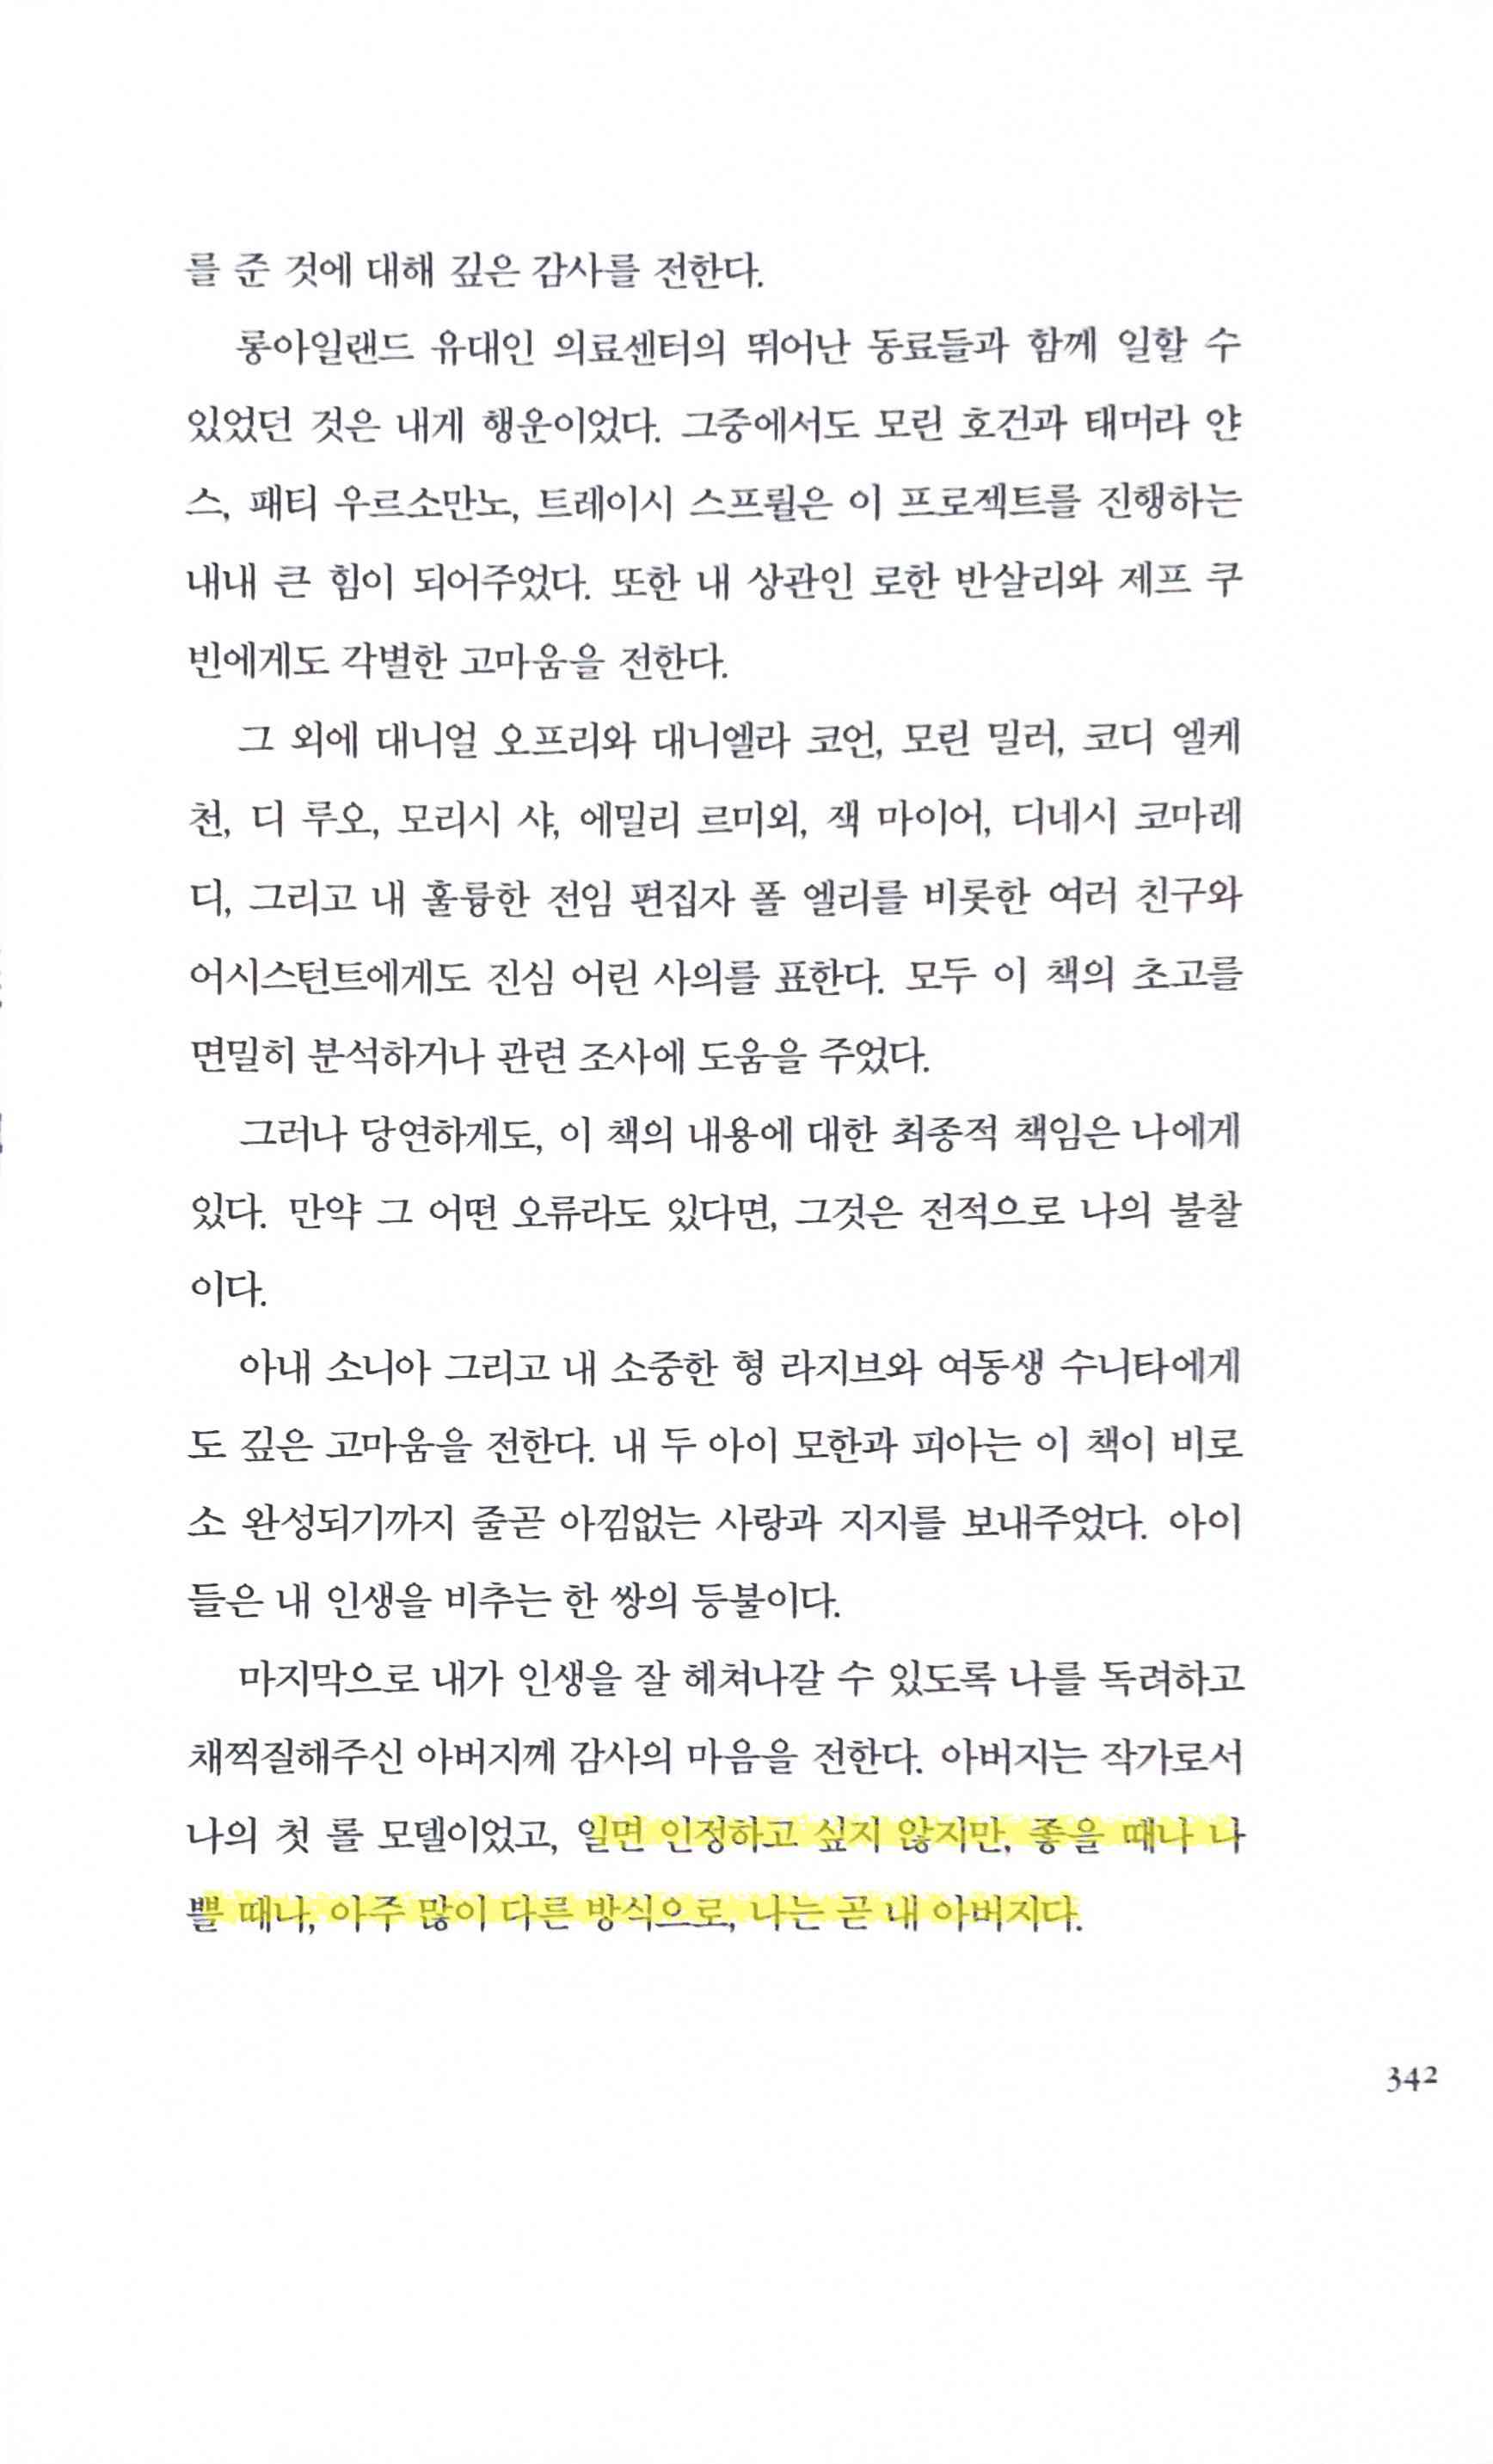 를 준 것에 대해 깊은 감사를 전한다.
롱아일랜드 유대인 의료센터의 뛰어난 동료들과 함께 일할 수
있었던 것은 내게 행운이었다. 그중에서도 모린 호건과 태머라 얀
스, 패티 우르소만노, 트레이시 스프륄은 이 프로젝트를 진행하는
내내 큰 힘이 되어주었다. 또한 내 상관인 로한 반살리와 제프 쿠
빈에게도 각별한 고마움을 전한다.
그 외에 대니얼 오프리와 대니엘라 코언, 모린 밀러, 코디 엘케
천, 디 루오, 모리시 샤, 에밀리 르미외, 잭 마이어, 디네시 코마레
디, 그리고 내 훌륭한 전임 편집자 폴 엘리를 비롯한 여러 친구와
어시스턴트에게도 진심 어린 사의를 표한다. 모두 이 책의 초고를
면밀히 분석하거나 관련 조사에 도움을 주었다.
그러나 당연하게도, 이 책의 내용에 대한 최종적 책임은 나에게
있다. 만약 그 어떤 오류라도 있다면, 그것은 전적으로 나의 불찰
이다.
아내 소니아 그리고 내 소중한 형 라지브와 여동생 수니타에게
도 깊은 고마움을 전한다. 내 두 아이 모한과 피아는 이 책이 비로
소 완성되기까지 줄곧 아낌없는 사랑과 지지를 보내주었다. 아이
들은 내 인생을 비추는 한 쌍의 등불이다.
마지막으로 내가 인생을 잘 헤쳐나갈 수 있도록 나를 독려하고
채찍질해주신 아버지께 감사의 마음을 전한다. 아버지는 작가로서
나의 첫 롤 모델이었고, 일면 인정하고 싶지 않지만, 좋을 때나 나
쁠 때나, 아주 많이 다른 방식으로, 나는 곧 내 아버지다.
342